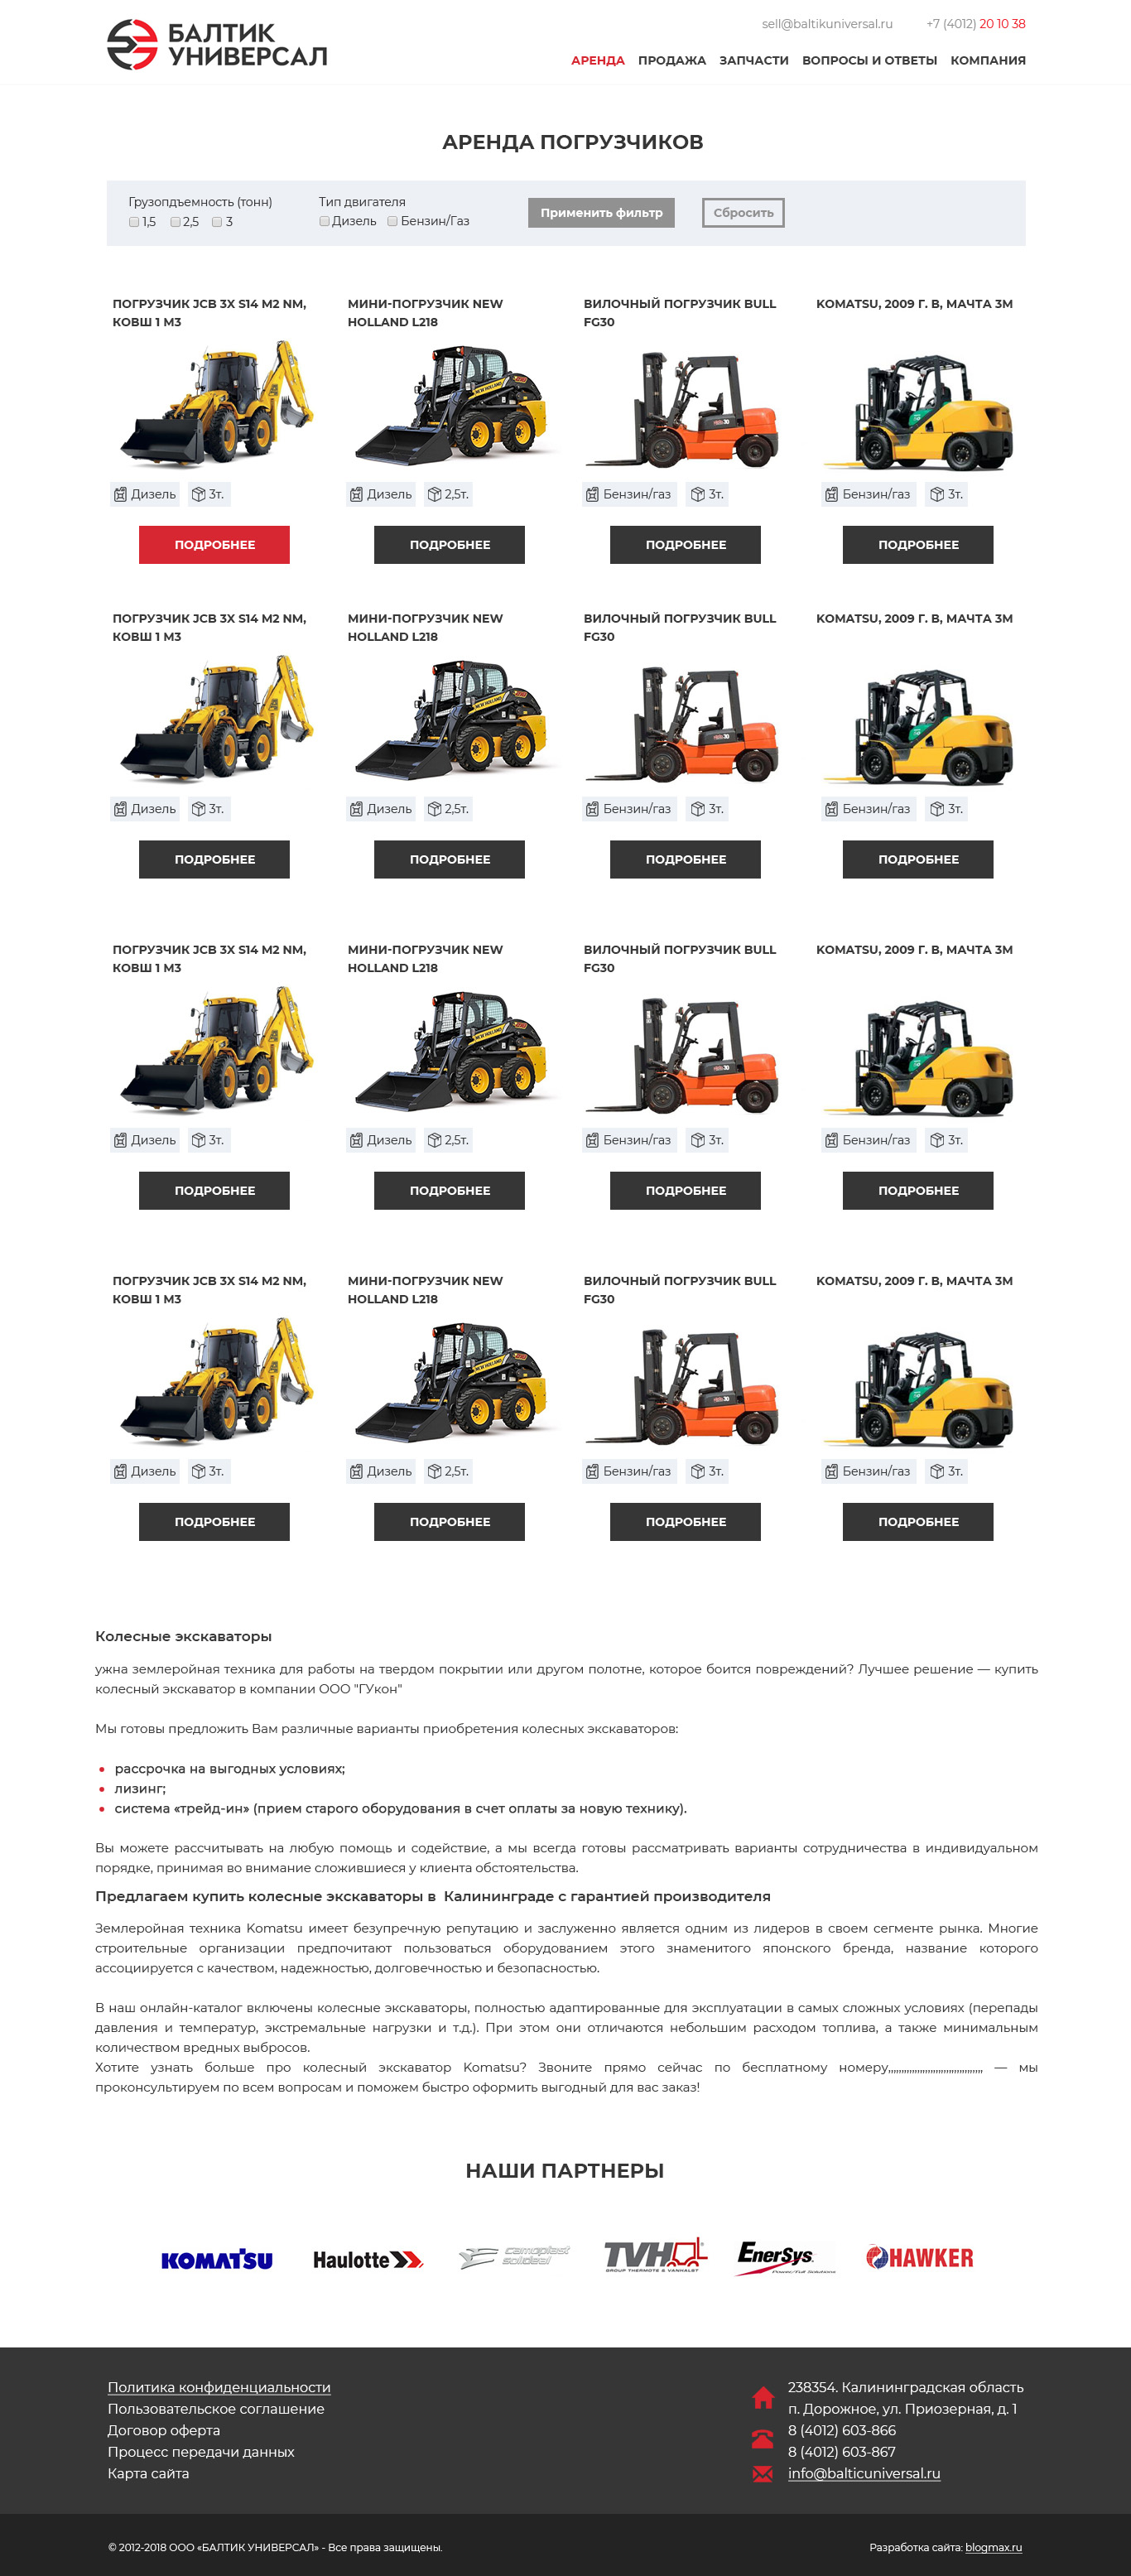 БАЛТИК
УНИВЕРСАЛ
sell@baltikuniversal.ru +7 (4012) 20 10 38
АРЕНДА ПРОДАЖА ЗАПЧАСТИ ВОПРОСЫ И ОТВЕТЫ КОМПАНИЯ
АРЕНДА ПОГРУЗЧИКОВ
Грузопдъемность (тонн) Тип двигателя
1,5 2,5 3 Дизель Бензин/Газ
Применить фильтр Сбросить
ПОГРУЗЧИК JCB 3X S14 M2 NM, МИНИ-ПОГРУЗЧИК NEW ВИЛОЧНЫЙ ПОГРУЗЧИК BULL KOMATSU, 2009 Г. В, МАЧТА 3М
КОВШ 1 М3 HOLLAND L218 FG30
Дизель 3т. Дизель 2,5т. Бензин/газ 3т. Бензин/газ 3т.
ПОДРОБНЕЕ ПОДРОБНЕЕ ПОДРОБНЕЕ ПОДРОБНЕЕ
ПОГРУЗЧИК JCB 3X S14 M2 NM, МИНИ-ПОГРУЗЧИК NEW ВИЛОЧНЫЙ ПОГРУЗЧИК BULL KOMATSU, 2009 Г. В, МАЧТА 3М
КОВШ 1 М3 HOLLAND L218 FG30
Дизель 3т. Дизель 2,5т. Бензин/газ 3т. Бензин/газ 3т.
ПОДРОБНЕЕ ПОДРОБНЕЕ ПОДРОБНЕЕ ПОДРОБНЕЕ
ПОГРУЗЧИК JCB 3X S14 M2 NM, МИНИ-ПОГРУЗЧИК NEW ВИЛОЧНЫЙ ПОГРУЗЧИК BULL KOMATSU, 2009 Г. В, МАЧТА 3М
КОВШ 1 М3 HOLLAND L218 FG30
Дизель 3т. Дизель 2,5т. Бензин/газ 3т. Бензин/газ 3т.
ПОДРОБНЕЕ ПОДРОБНЕЕ ПОДРОБНЕЕ ПОДРОБНЕЕ
ПОГРУЗЧИК JCB 3X S14 M2 NM, МИНИ-ПОГРУЗЧИК NEW ВИЛОЧНЫЙ ПОГРУЗЧИК BULL KOMATSU, 2009 Г. В, МАЧТА 3М
КОВШ 1 М3 HOLLAND L218 FG30
Дизель 3т. Дизель 2,5т. Бензин/газ 3т. Бензин/газ 3т.
ПОДРОБНЕЕ ПОДРОБНЕЕ ПОДРОБНЕЕ ПОДРОБНЕЕ
Колесные экскаваторы
ужна землеройная техника для работы на твердом покрытии или другом полотне, которое боится повреждений? Лучшее решение — купить
колесный экскаватор в компании ООО "ГУкон"
Мы готовы предложить Вам различные варианты приобретения колесных экскаваторов:
• рассрочка на выгодных условиях;
• лизинг;
• система «трейд-ин» (прием старого оборудования в счет оплаты за новую технику).
Вы можете рассчитывать на любую помощь и содействие, а мы всегда готовы рассматривать варианты сотрудничества в индивидуальном
порядке, принимая во внимание сложившиеся у клиента обстоятельства.
Предлагаем купить колесные экскаваторы в  Калининграде с гарантией производителя
Землеройная техника Komatsu имеет безупречную репутацию и заслуженно является одним из лидеров в своем сегменте рынка. Многие
строительные организации предпочитают пользоваться оборудованием этого знаменитого японского бренда, название которого
ассоциируется с качеством, надежностью, долговечностью и безопасностью.
В наш онлайн-каталог включены колесные экскаваторы, полностью адаптированные для эксплуатации в самых сложных условиях (перепады
давления и температур, экстремальные нагрузки и т.д.). При этом они отличаются небольшим расходом топлива, а также минимальным
количеством вредных выбросов.
Хотите узнать больше про колесный экскаватор Komatsu? Звоните прямо сейчас по бесплатному номеру,,,,,,,,,,,,,,,,,,,,,,,,,,,,,,,,,,,, — мы
проконсультируем по всем вопросам и поможем быстро оформить выгодный для вас заказ!
НАШИ ПАРТНЕРЫ
KOMATSU Haulotte camoplast solideal TVH GROUP THERMOTE & VANHALST EnerSys. Power/Full Solutions HAWKER
Политика конфиденциальности
Пользовательское соглашение
Договор оферта
Процесс передачи данных
Карта сайта
238354. Калининградская область
п. Дорожное, ул. Приозерная, д. 1
8 (4012) 603-866
8 (4012) 603-867
info@balticuniversal.ru
© 2012-2018 ООО «БАЛТИК УНИВЕРСАЛ» - Все права защищены. Разработка сайта: blogmax.ru